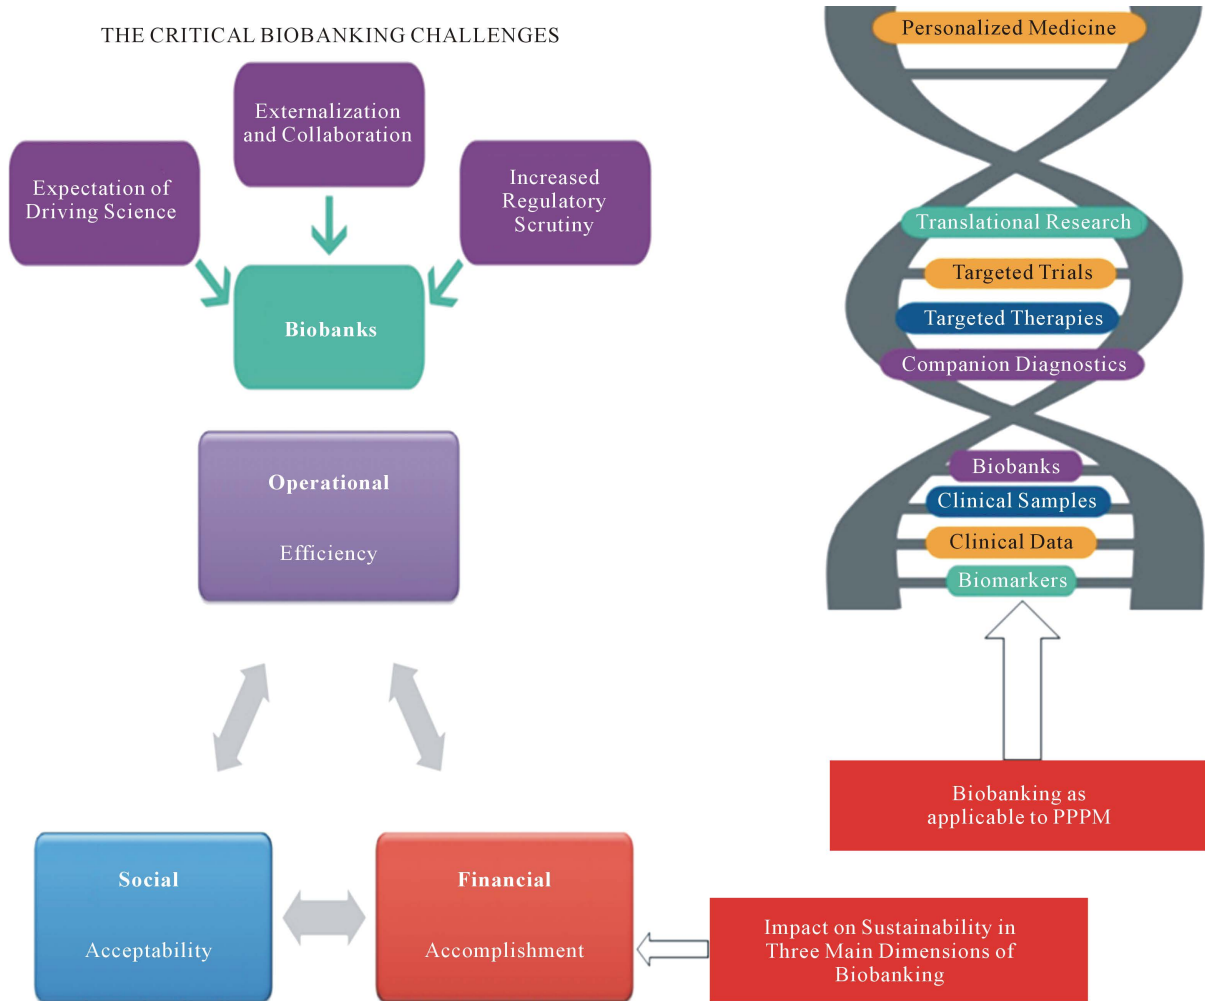 THE CRITICAL BIOBANKING CHALLENGES
Externalization
and Collaboration
Expectation of
Driving Science
Increased
Regulatory
Scrutiny
Biobanks
Operational
Efficiency
Social
Acceptability
Financial
Accomplishment
Impact on Sustainability in
Three Main Dimensions of
Biobanking
Personalized Medicine
Translational Research
Targeted Trials
Targeted Therapies
Companion Diagnostics
Biobanks
Clinical Samples
Clinical Data
Biomarkers
Biobanking as
applicable to PPPM